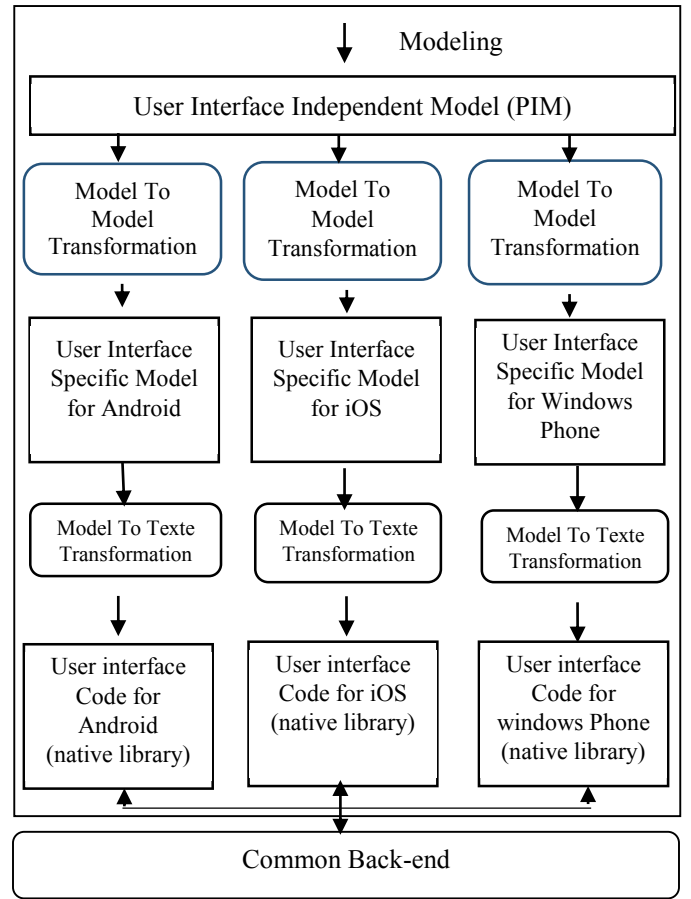 Modeling
User Interface Independent Model (PIM)
Model To
Model
Transformation
Model To
Model
Transformation
Model To
Model
Transformation
User Interface
Specific Model
for Android
User Interface
Specific Model
for iOS
User Interface
Specific Model
for Windows
Phone
Model To Texte
Transformation
Model To Texte
Transformation
Model To Texte
Transformation
User interface
Code for
Android
(native library)
User interface
Code for iOS
(native library)
User interface
Code for
windows Phone
(native library)
Common Back-end